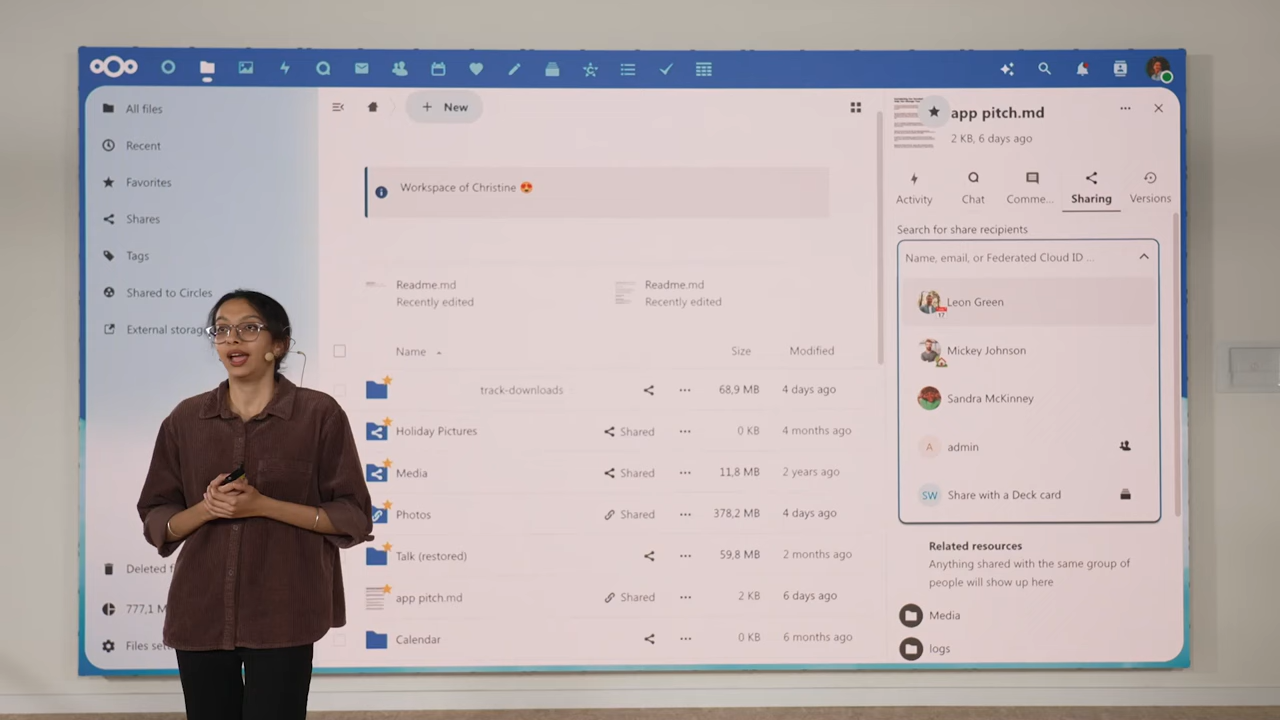 All files
Recent
Favorites
Shares
Tags
Shared to Circles
External storag
Deleted f
777,1 M
Files set
New
Workspace of Christine 😍
Readme.md
Recently edited
Readme.md
Recently edited
Name Size Modified
track-downloads 68,9 MB 4 days ago
Holiday Pictures Shared 0 KB 4 months ago
Media Shared 11,8 MB 2 years ago
Photos Shared 378,2 MB 4 days ago
Talk (restored) 59,8 MB 2 months ago
app pitch.md Shared 2 KB 6 days ago
Calendar 0 KB 6 months ago
app pitch.md
2 KB, 6 days ago
Activity Chat Comme... Sharing Versions
Search for share recipients
Name, email, or Federated Cloud ID ...
17
Leon Green
Mickey Johnson
Sandra McKinney
A admin
SW Share with a Deck card
Related resources
Anything shared with the same group of
people will show up here
Media
logs